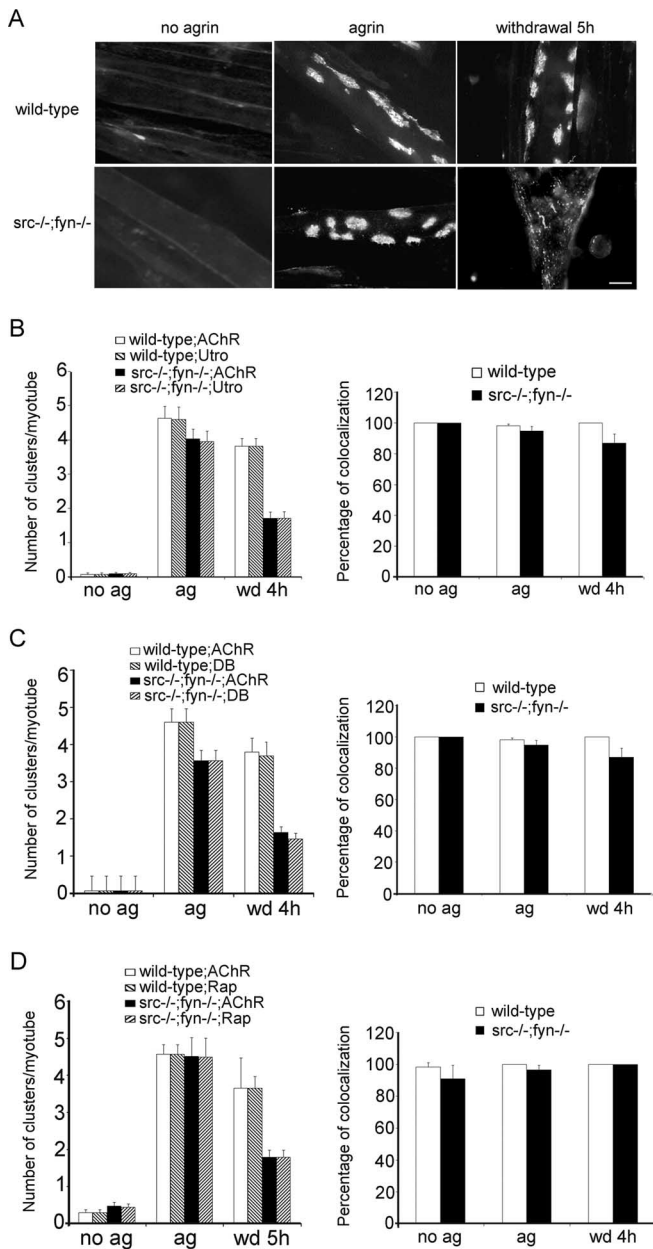 A
no agrin agrin withdrawal 5h
wild-type
src-/-;fyn-/-
B
wild-type;AChR
wild-type;Utro
src-/-;fyn-/-;AChR
src-/-;fyn-/-;Utro
Number of clusters/myotube
6
5
4
3
2
1
0
no ag ag wd 4h
wild-type
src-/-;fyn-/-
Percentage of colocalization
120
100
80
60
40
20
0
no ag ag wd 4h
C
wild-type;AChR
wild-type;DB
src-/-;fyn-/-;AChR
src-/-;fyn-/-;DB
Number of clusters/myotube
6
5
4
3
2
1
0
no ag ag wd 4h
wild-type
src-/-;fyn-/-
Percentage of colocalization
120
100
80
60
40
20
0
no ag ag wd 4h
D
wild-type;AChR
wild-type;Rap
src-/-;fyn-/-;AChR
src-/-;fyn-/-;Rap
Number of clusters/myotube
6
5
4
3
2
1
0
no ag ag wd 5h
wild-type
src-/-;fyn-/-
Percentage of colocalization
120
100
80
60
40
20
0
no ag ag wd 4h